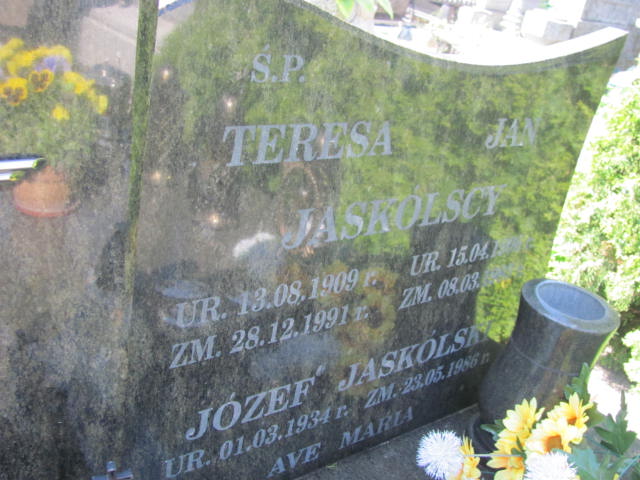 Ś.P.
TERESA JAN
JASKÓLSCY
UR. 13.08.1909 r. UR. 15.04.
ZM. 28.12.1991 r. ZM. 08.03.
JÓZEF JASKÓLSKI
UR. 01.03.1934 r. ZM. 23.05.1986 r.
AVE MARIA